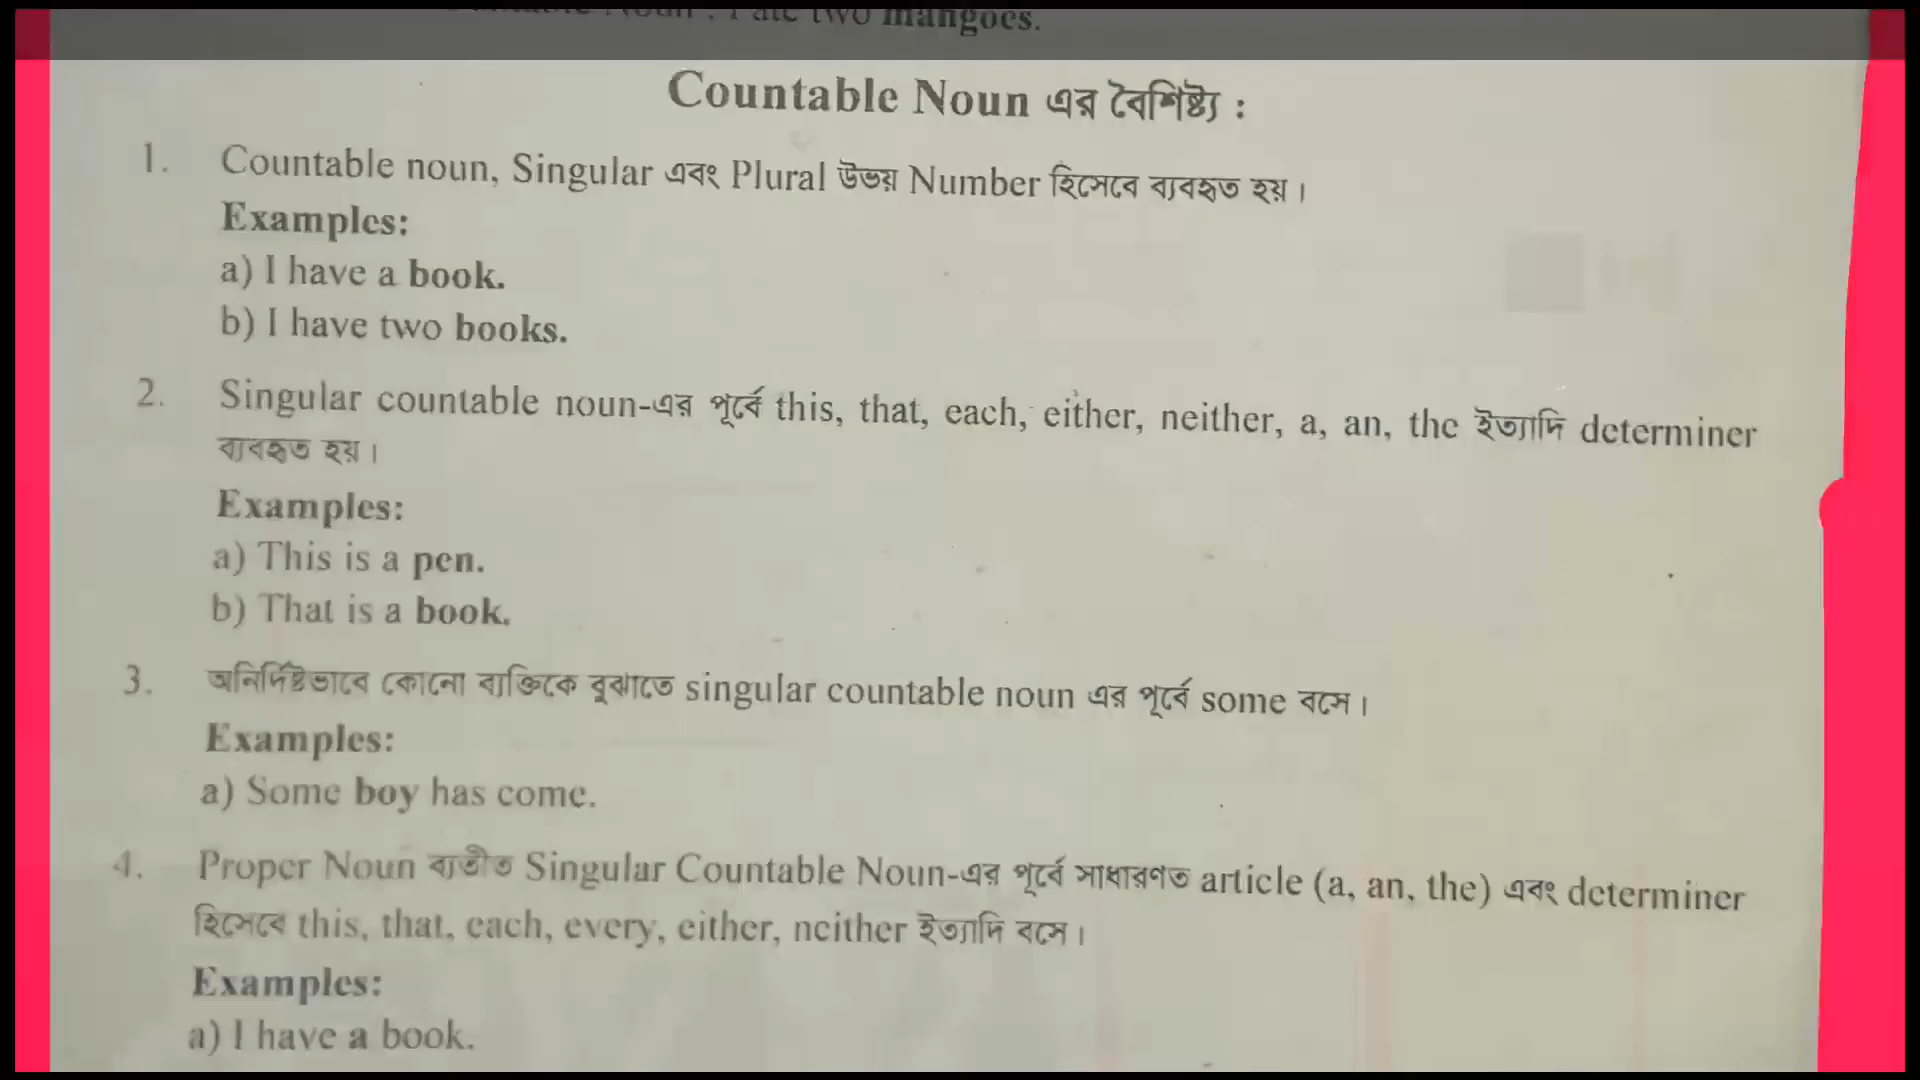 Noun : I ate two mangoes.
Countable Noun এর বৈশিষ্ট্য :
1. Countable noun, Singular এবং Plural উভয় Number হিসেবে ব্যবহৃত হয়।
Examples:
a) I have a book.
b) I have two books.
2. Singular countable noun-এর পূর্বে this, that, each, either, neither, a, an, the ইত্যাদি determiner
ব্যবহৃত হয়।
Examples:
a) This is a pen.
b) That is a book.
3. অনির্দিষ্টভাবে কোনো ব্যক্তিকে বুঝাতে singular countable noun এর পূর্বে some বসে।
Examples:
a) Some boy has come.
4. Proper Noun ব্যতীত Singular Countable Noun-এর পূর্বে সাধারণত article (a, an, the) এবং determiner
হিসেবে this, that, each, every, either, neither ইত্যাদি বসে।
Examples:
a) I have a book.